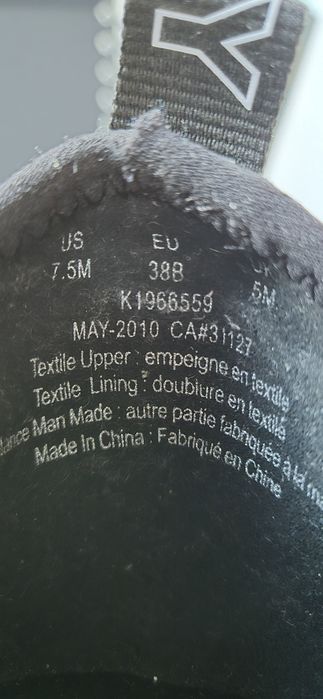 Y
US EU
7.5M 38B 5M
K1966559
MAY-2010 CA#31127
Textile Upper : empeigne en textile
Textile Lining : doublure en textile
Man Made : autre partie fabriquée à la
Made In China : Fabriqué en Chine